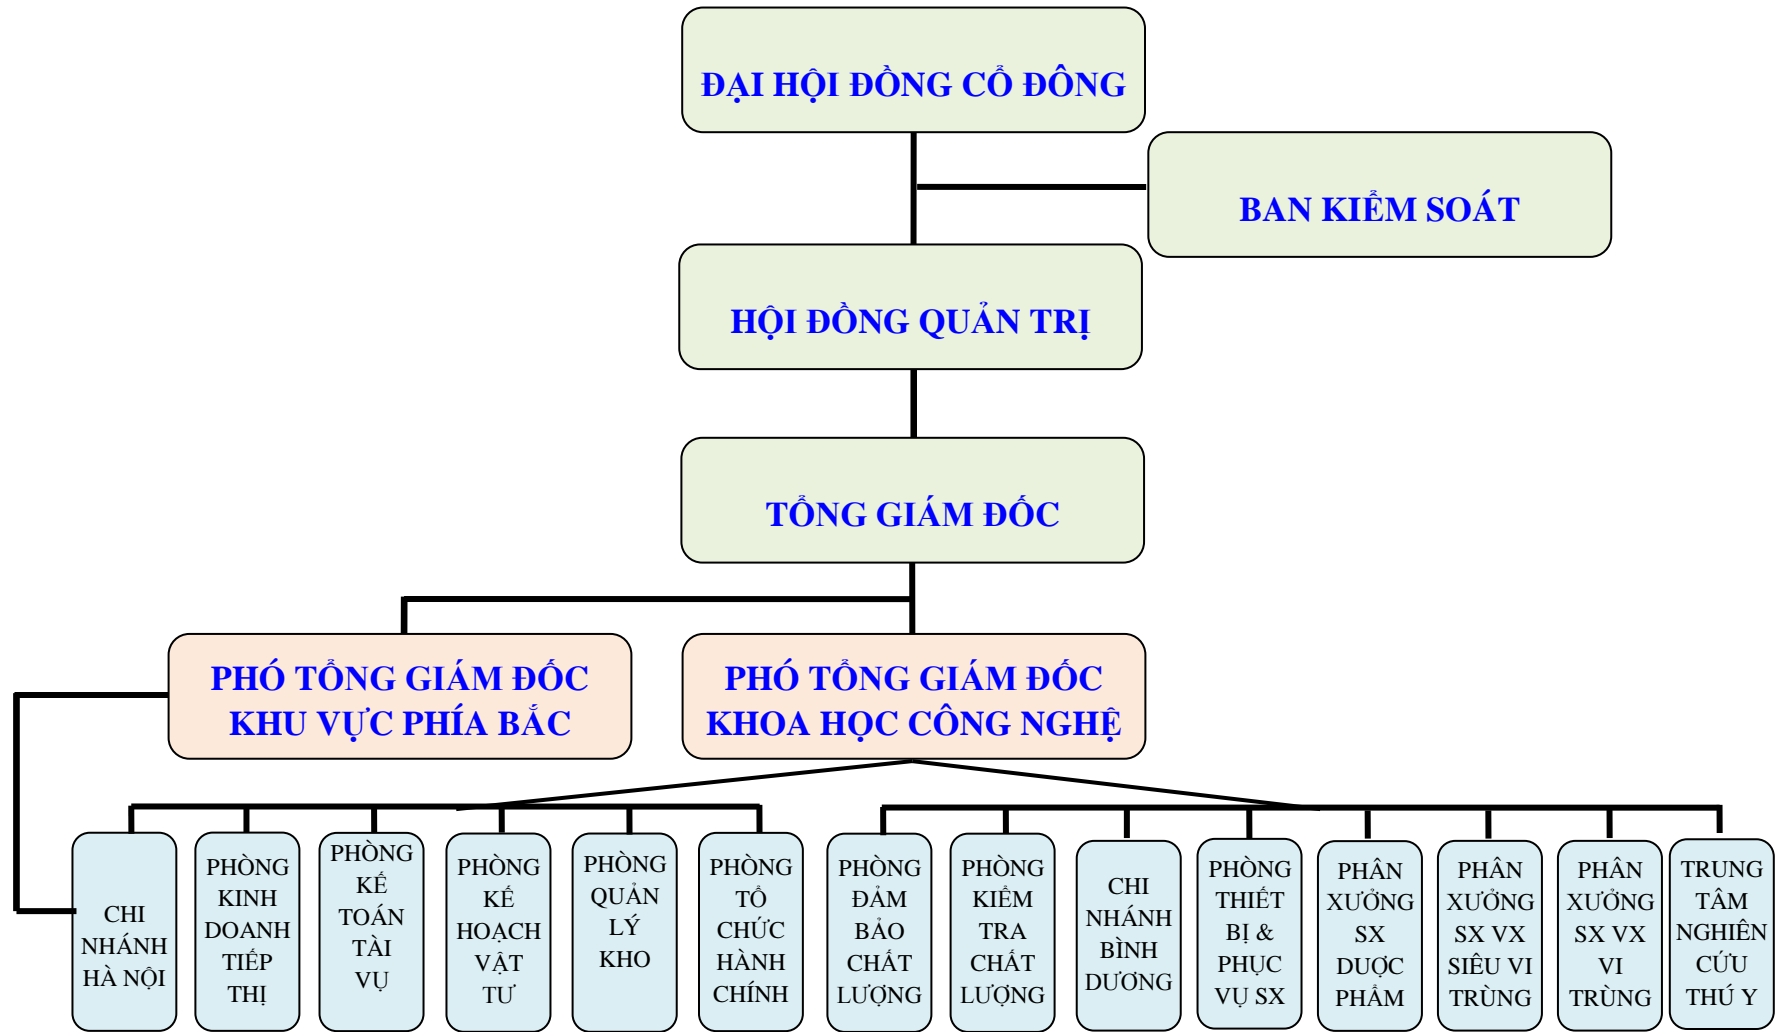 ĐẠI HỘI ĐỒNG CỔ ĐÔNG
BAN KIỂM SOÁT
HỘI ĐỒNG QUẢN TRỊ
TỔNG GIÁM ĐỐC
PHÓ TỔNG GIÁM ĐỐC
KHU VỰC PHÍA BẮC
PHÓ TỔNG GIÁM ĐỐC
KHOA HỌC CÔNG NGHỆ
CHI
NHÁNH
HÀ NỘI
PHÒNG
KINH
DOANH
TIẾP
THỊ
PHÒNG
KẾ
TOÁN
TÀI
VỤ
PHÒNG
KẾ
HOẠCH
VẬT
TƯ
PHÒNG
QUẢN
LÝ
KHO
PHÒNG
TỔ
CHỨC
HÀNH
CHÍNH
PHÒNG
ĐẢM
BẢO
CHẤT
LƯỢNG
PHÒNG
KIỂM
TRA
CHẤT
LƯỢNG
CHI
NHÁNH
BÌNH
DƯƠNG
PHÒNG
THIẾT
BỊ &
PHỤC
VỤ SX
PHÂN
XƯỞNG
SX
DƯỢC
PHẨM
PHÂN
XƯỞNG
SX VX
SIÊU VI
TRÙNG
PHÂN
XƯỞNG
SX VX
VI
TRÙNG
TRUNG
TÂM
NGHIÊN
CỨU
THÚ Y